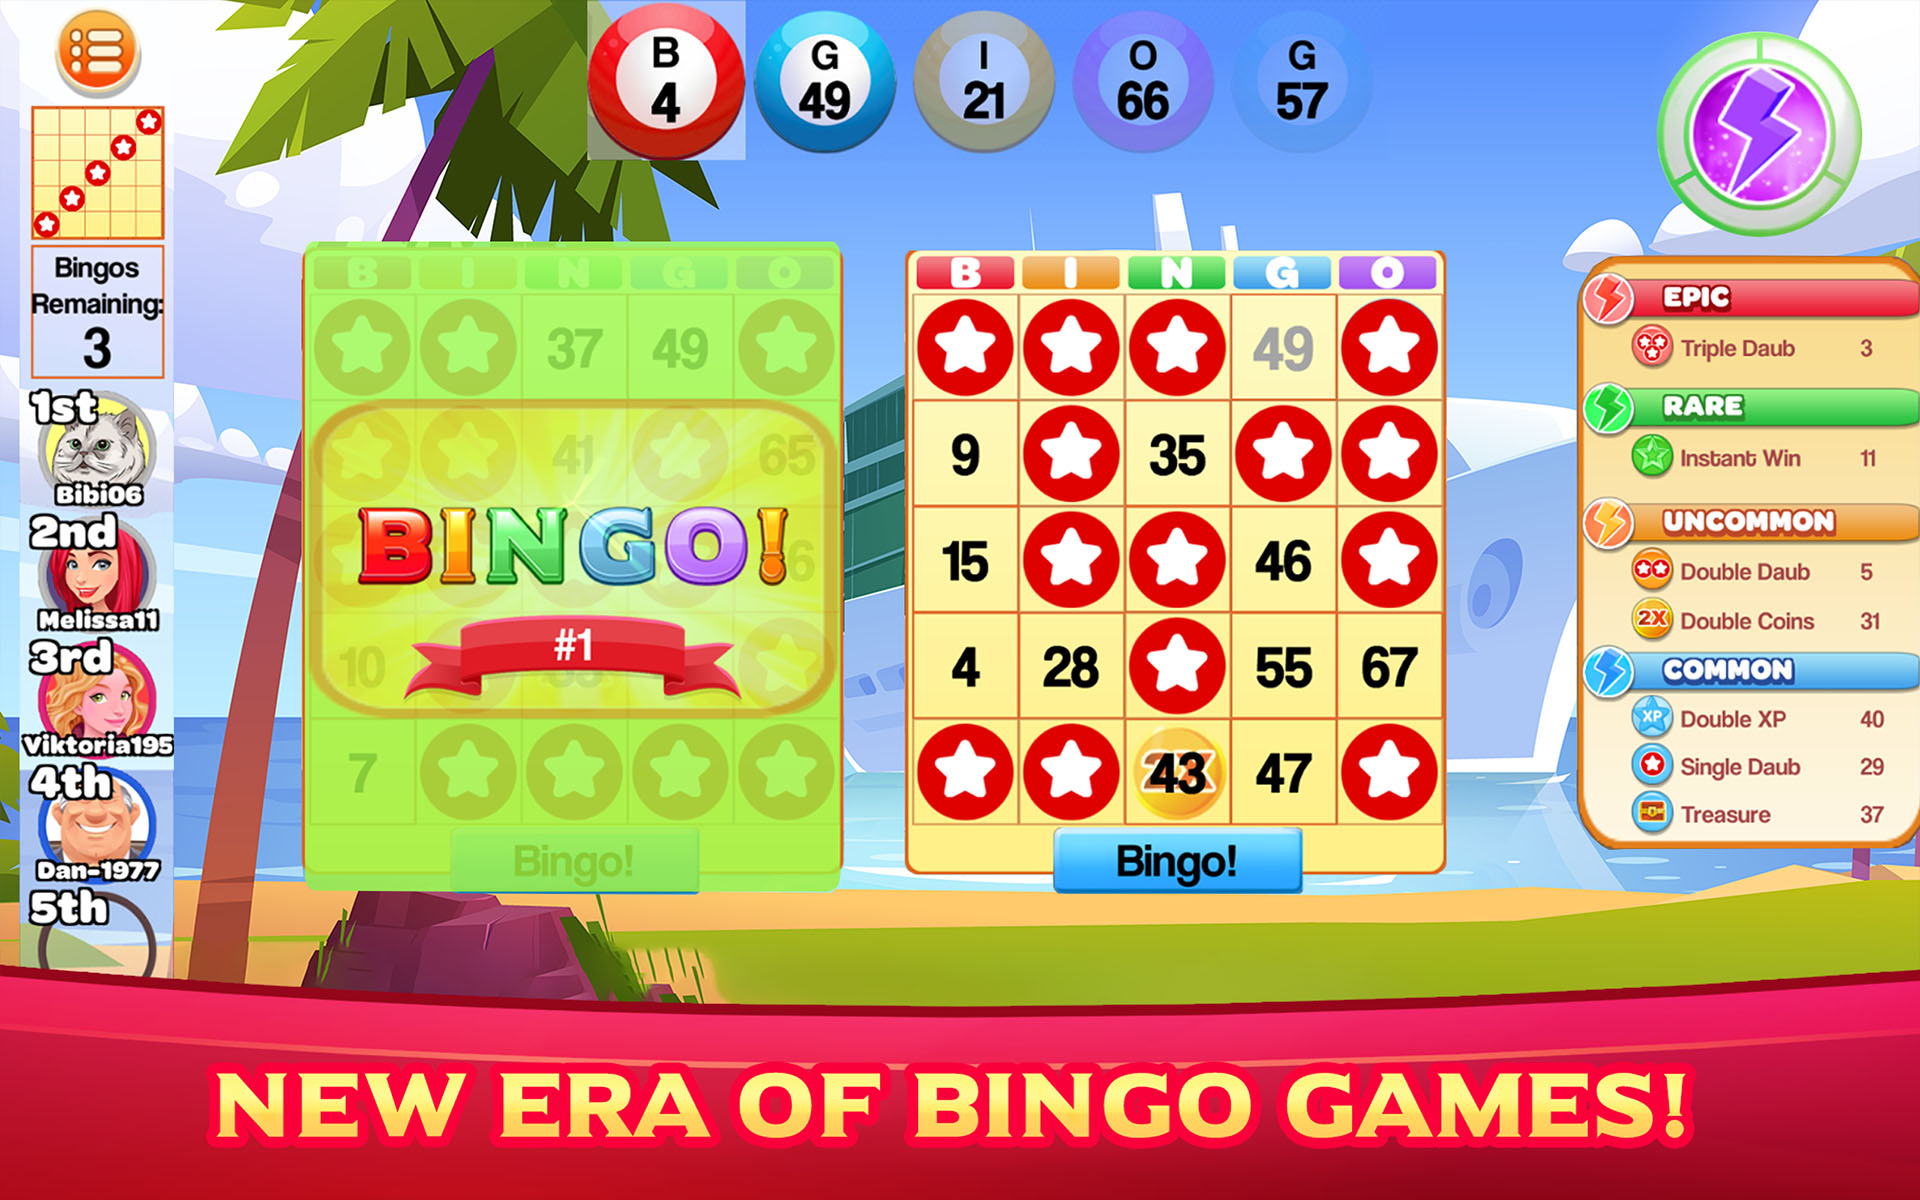 B G I O G
4 49 21 66 57
Bingos
Remaining:
3
1st
Bibi06
2nd
Melissa11
3rd
Viktoria195
4th
Dan-1977
5th
B I N G O
37 49
41 65
BINGO!
#1
10
7
Bingo!
B I N G O
49
9 35
15 46
4 28 55 67
2X 43 47
Bingo!
EPIC
Triple Daub 3
RARE
Instant Win 11
UNCOMMON
Double Daub 5
2X Double Coins 31
COMMON
XP Double XP 40
Single Daub 29
Treasure 37
NEW ERA OF BINGO GAMES!